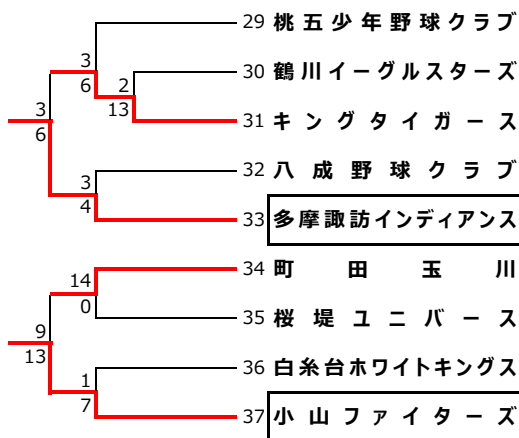 29 桃五少年野球クラブ
3
6
30 鶴川イーグルスターズ
2
13
31 キングタイガース
3
6
32 八成野球クラブ
3
4
33 多摩諏訪インディアンス
34 町田玉川
14
0
35 桜堤ユニバース
9
13
36 白糸台ホワイトキングス
1
7
37 小山ファイターズ